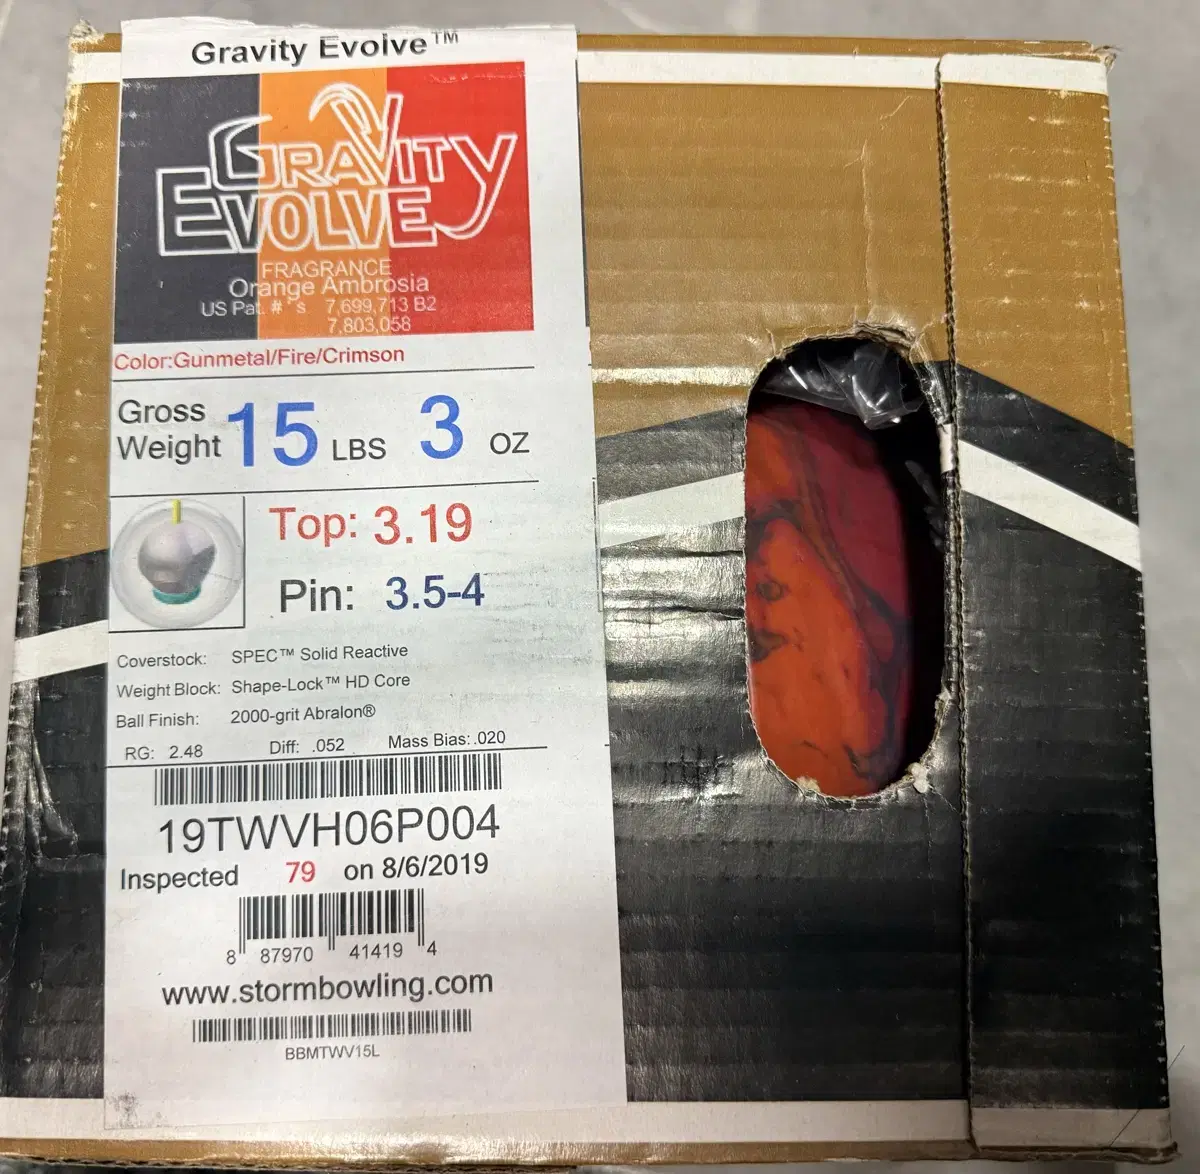 Gravity Evolve™
GRAVITY
EVOLVE
FRAGRANCE
Orange Ambrosia
US Pat. #'s 7,699,713 B2
7,803,058
Color:Gunmetal/Fire/Crimson
Gross Weight 15 LBS 3 OZ
Top: 3.19
Pin: 3.5-4
Coverstock: SPEC™ Solid Reactive
Weight Block: Shape-Lock™ HD Core
Ball Finish: 2000-grit Abralon®
RG: 2.48 Diff: .052 Mass Bias: .020
19TWVH06P004
Inspected 79 on 8/6/2019
8 87970 41419 4
www.stormbowling.com
BBMTWV15L